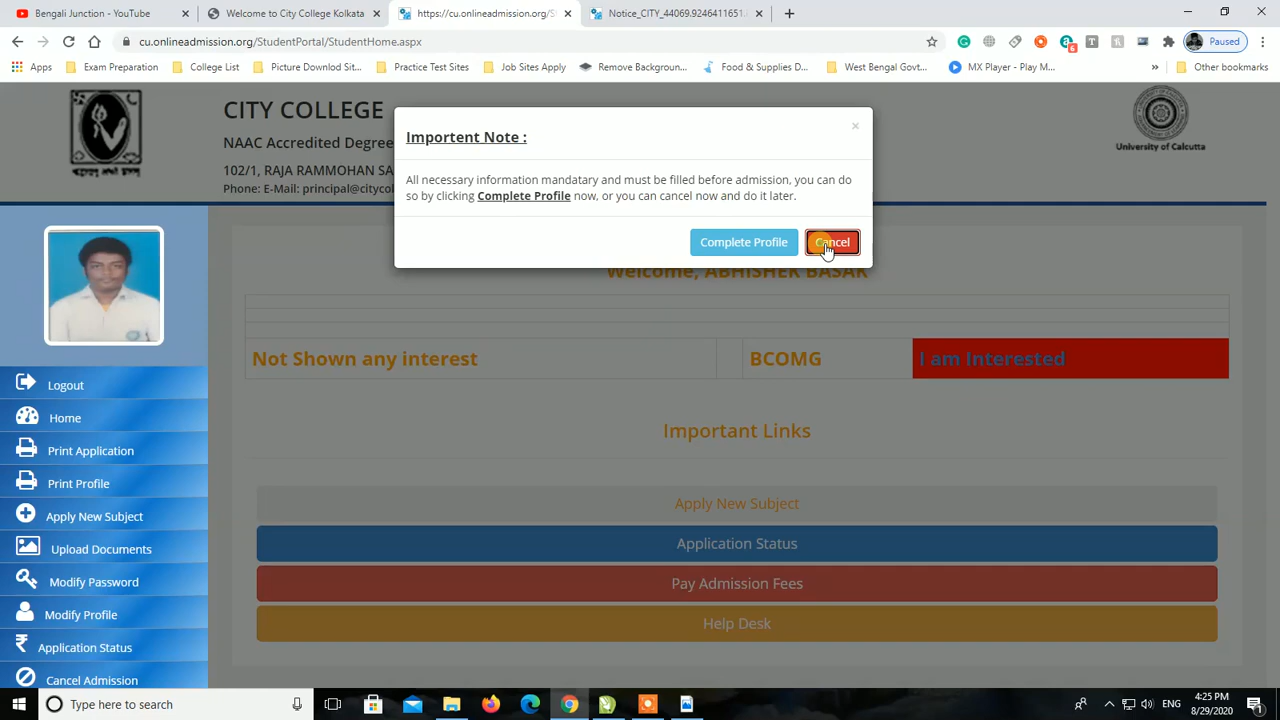 Bengali Junction - YouTube
Welcome to City College Kolkata
https://cu.onlineadmission.org/S
Notice_CITY_44069.9246411651.
cu.onlineadmission.org/StudentPortal/StudentHome.aspx
6
T
Paused
Apps
Exam Preparation
College List
Picture Downlod Sit...
Practice Test Sites
Job Sites Apply
Remove Backgroun...
Food & Supplies D...
West Bengal Govt...
MX Player - Play M...
»
Other bookmarks
CITY COLLEGE
NAAC Accredited Degree
102/1, RAJA RAMMOHAN SA
Phone: E-Mail: principal@cityco
University of Calcutta
Importent Note :
×
All necessary information mandatary and must be filled before admission, you can do
so by clicking Complete Profile now, or you can cancel now and do it later.
Complete Profile
Cancel
Welcome, ABHISHEK BASAK
Not Shown any interest
BCOMG
I am Interested
Important Links
Apply New Subject
Application Status
Pay Admission Fees
Help Desk
Logout
Home
Print Application
Print Profile
Apply New Subject
Upload Documents
Modify Password
Modify Profile
₹ Application Status
Cancel Admission
Type here to search
ENG
4:25 PM
8/29/2020
1